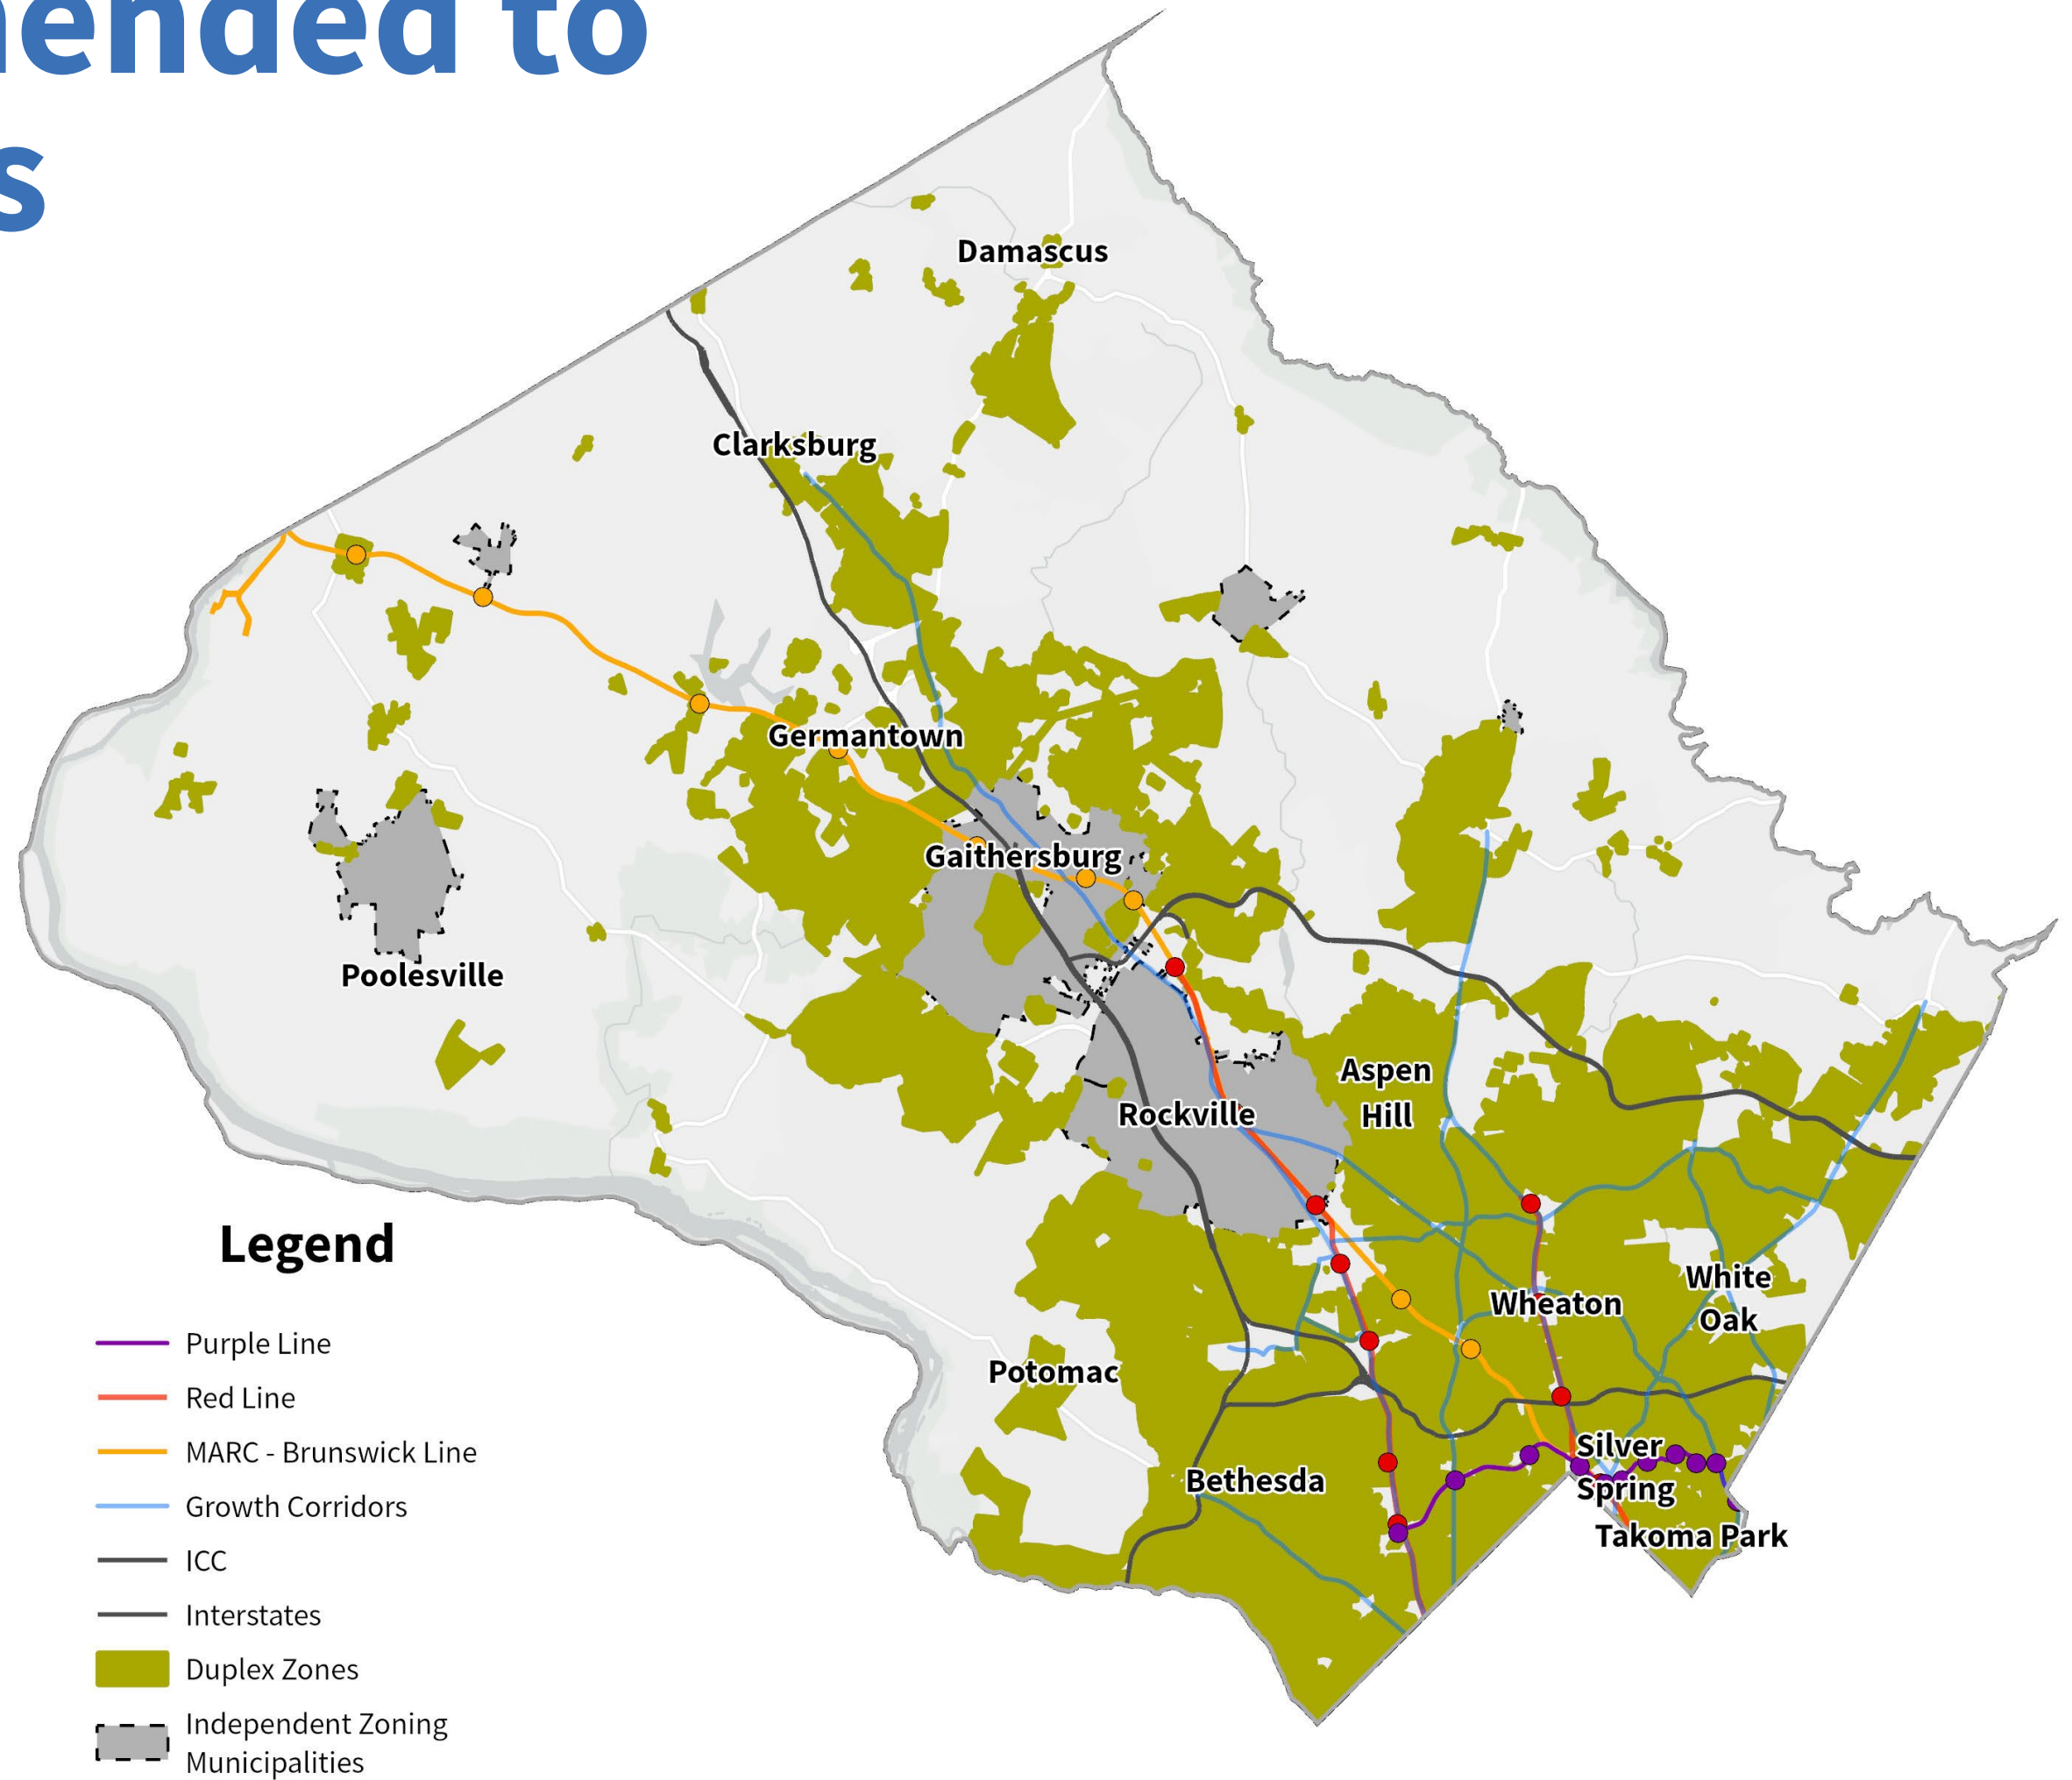 ended to
s
Damascus
Clarksburg
Germantown
Gaithersburg
Poolesville
Aspen
Hill
Rockville
White
Oak
Wheaton
Potomac
Silver
Spring
Bethesda
Takoma Park
Legend
Purple Line
Red Line
MARC - Brunswick Line
Growth Corridors
ICC
Interstates
Duplex Zones
Independent Zoning
Municipalities